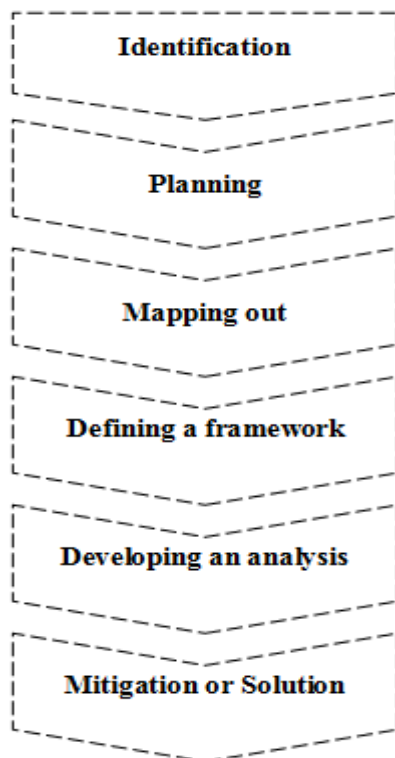 Identification
Planning
Mapping out
Defining a framework
Developing an analysis
Mitigation or Solution